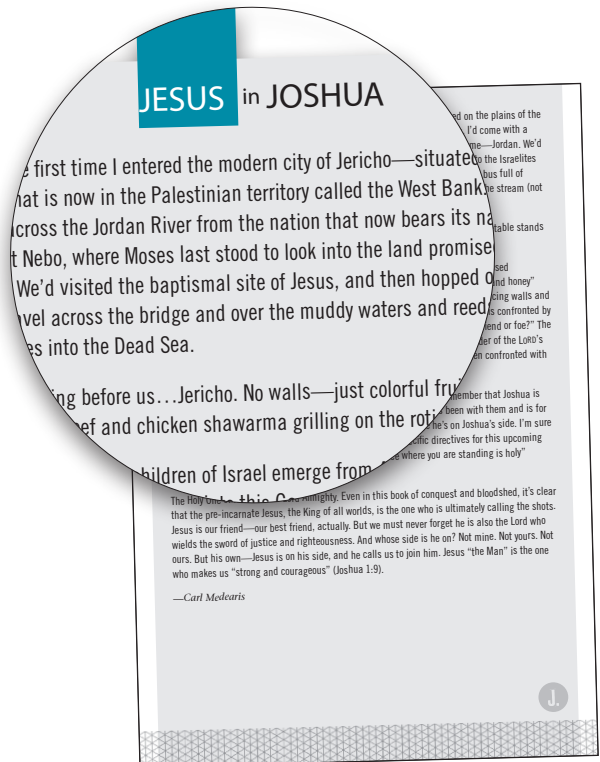 JESUS in JOSHUA
first time I entered the modern city of Jericho—situated
hat is now in the Palestinian territory called the West Bank.
across the Jordan River from the nation that now bears its na
t Nebo, where Moses last stood to look into the land promise
We’d visited the baptismal site of Jesus, and then hopped o
avel across the bridge and over the muddy waters and reed
es into the Dead Sea.
ng before us…Jericho. No walls—just colorful fru
ef and chicken shawarma grilling on the roti
hildren of Israel emerge from
ed on the plains of the
I’d come with a
me—Jordan. We’d
to the Israelites
bus full of
he stream (not
table stands
sed
and honey”
cing walls and
is confronted by
end or foe?” The
der of the LORD’S
en confronted with
member that Joshua is
been with them and is for
he’s on Joshua’s side. I’m sure
cific directives for this upcoming
where you are standing is holy”
The Holy One this God Almighty. Even in this book of conquest and bloodshed, it’s clear
that the pre-incarnate Jesus, the King of all worlds, is the one who is ultimately calling the shots.
Jesus is our friend—our best friend, actually. But we must never forget he is also the Lord who
wields the sword of justice and righteousness. And whose side is he on? Not mine. Not yours. Not
ours. But his own—Jesus is on his side, and he calls us to join him. Jesus “the Man” is the one
who makes us “strong and courageous” (Joshua 1:9).
—Carl Medearis
J.